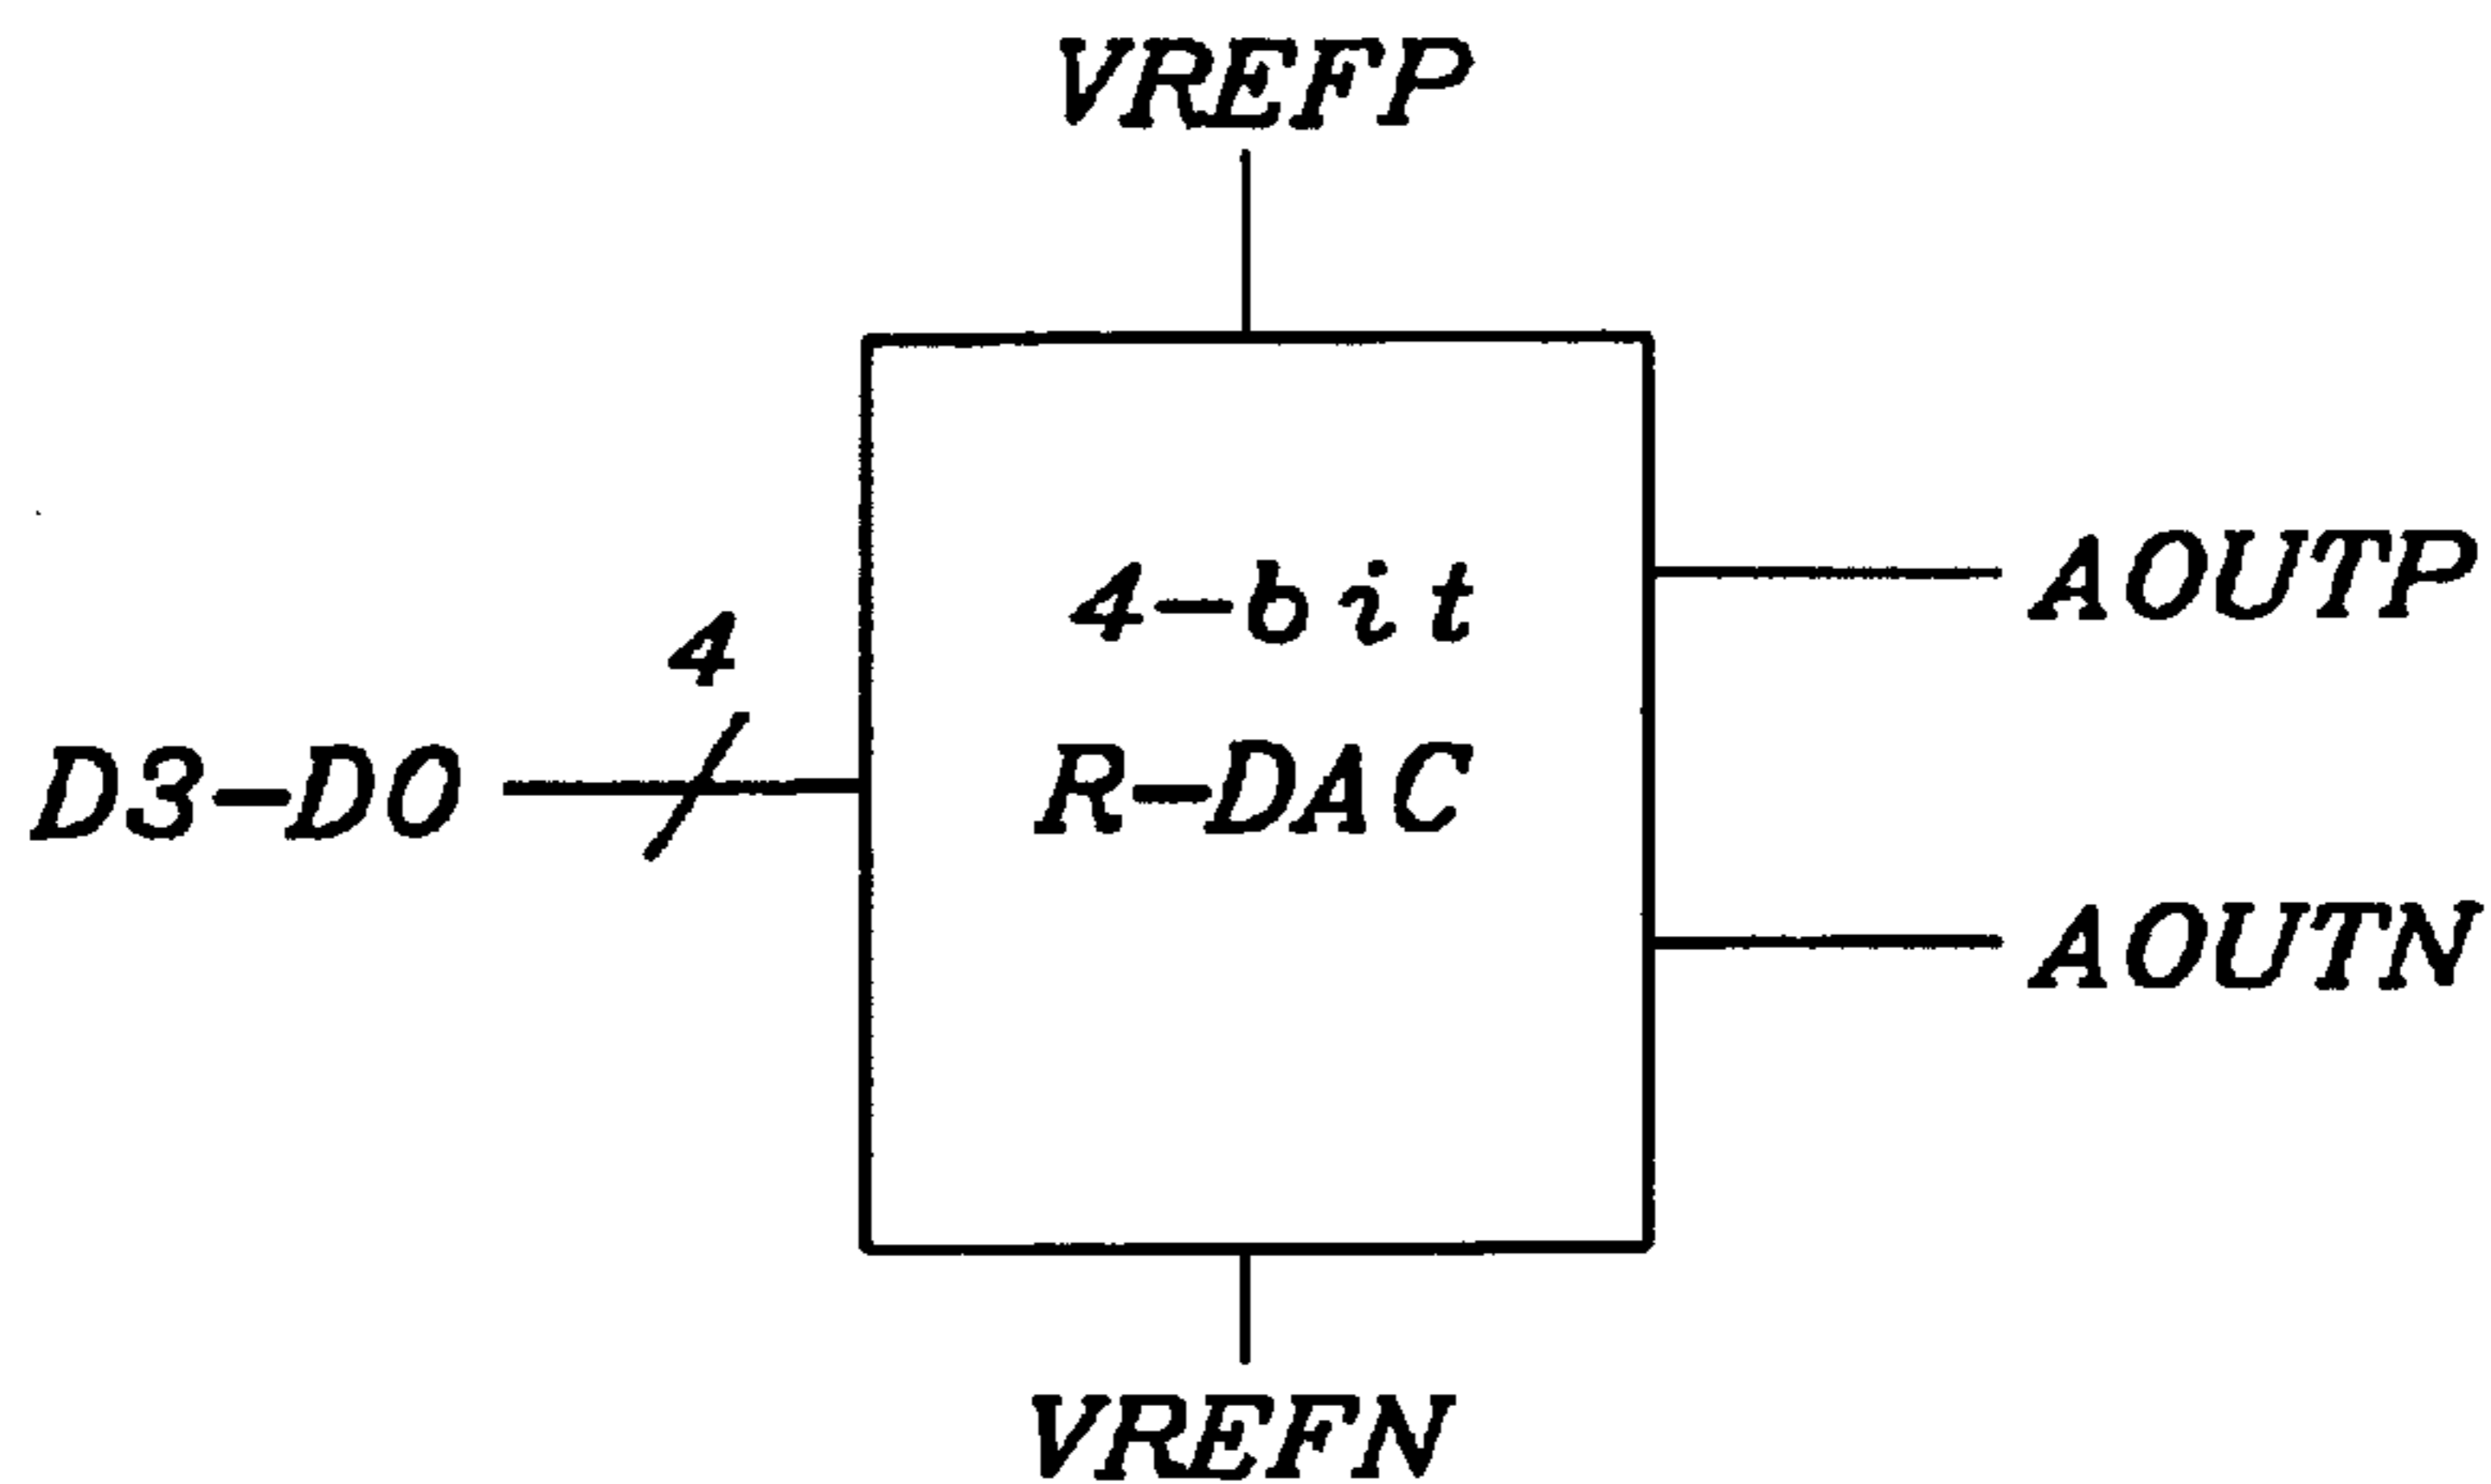 VREFP
4-bit
AOUTP
4
D3-D0
R-DAC
AOUTN
VREFN